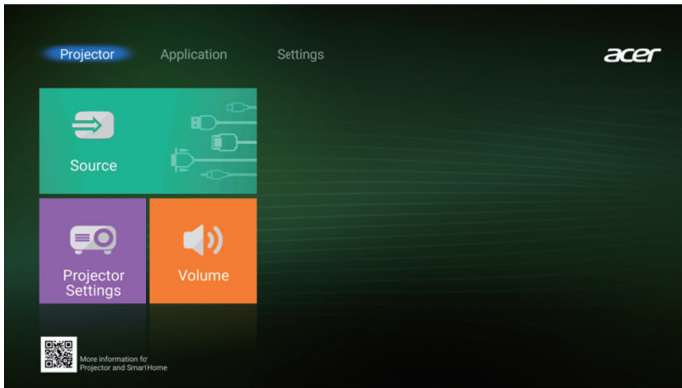 Projector Application Settings
acer
Source
Projector
Settings
Volume
More information for
Projector and SmartHome